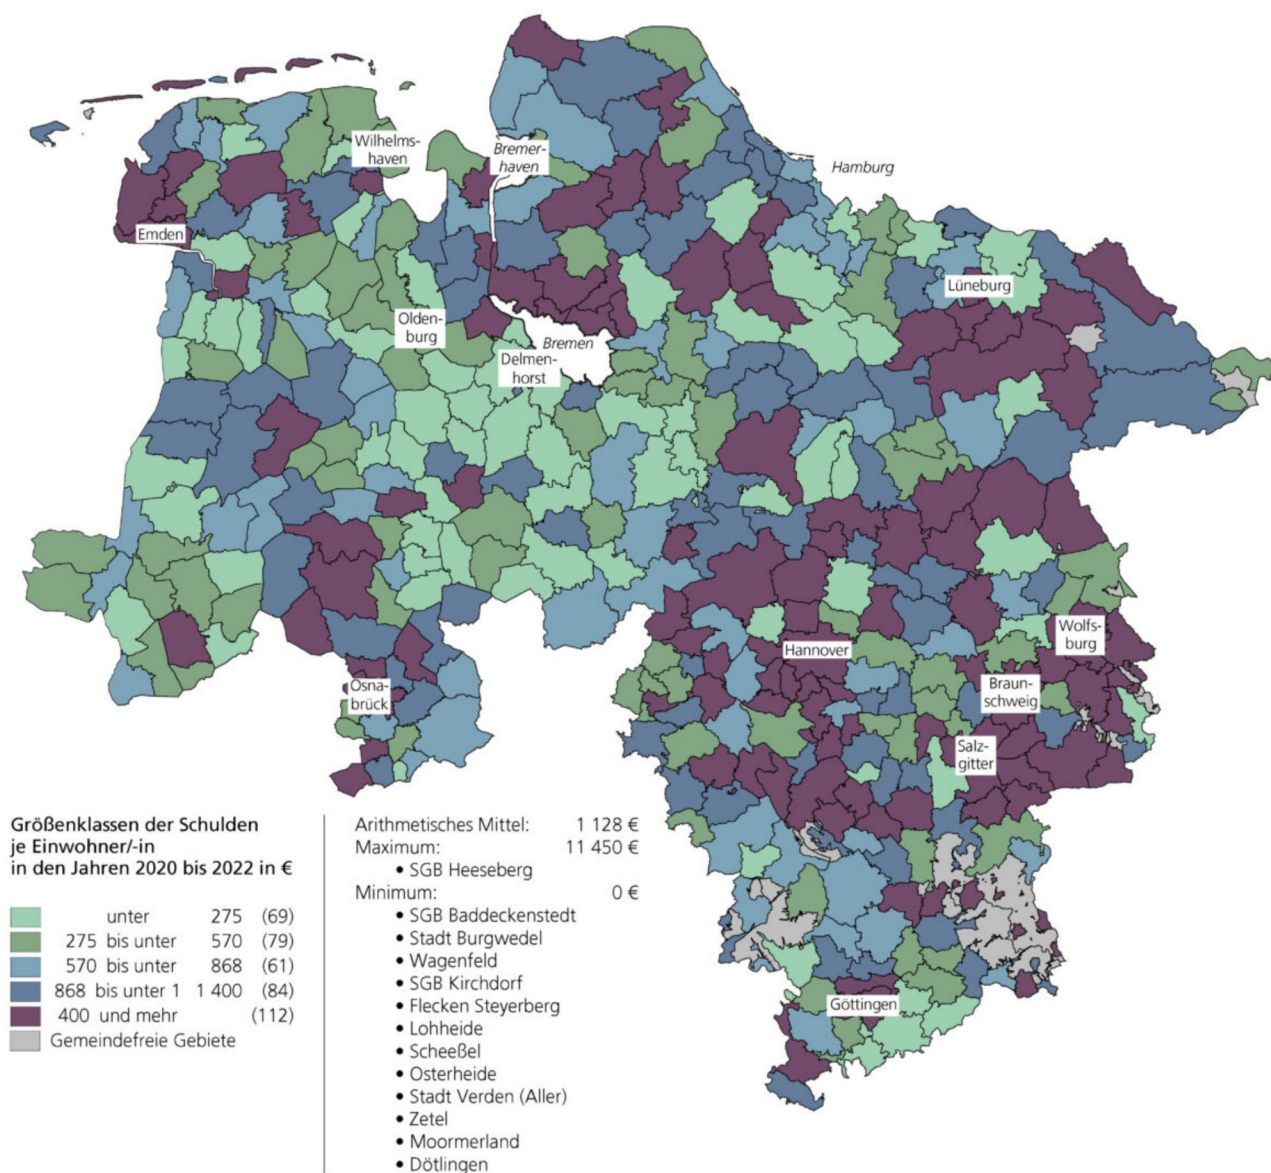 Wilhelms-
haven
Bremer-
haven
Hamburg
Emden
Lüneburg
Olden-
burg
Bremen
Delmen-
horst
Wolfs-
burg
Hannover
Osna-
brück
Braun-
schweig
Salz-
gitter
Göttingen
Größenklassen der Schulden
je Einwohner/-in
in den Jahren 2020 bis 2022 in €
unter 275 (69)
275 bis unter 570 (79)
570 bis unter 868 (61)
868 bis unter 1 1 400 (84)
400 und mehr (112)
Gemeindefreie Gebiete
Arithmetisches Mittel: 1 128 €
Maximum: 11 450 €
• SGB Heeseberg
Minimum: 0 €
• SGB Baddeckenstedt
• Stadt Burgwedel
• Wagenfeld
• SGB Kirchdorf
• Flecken Steyerberg
• Lohheide
• Scheeßel
• Osterheide
• Stadt Verden (Aller)
• Zetel
• Moormerland
• Dötlingen